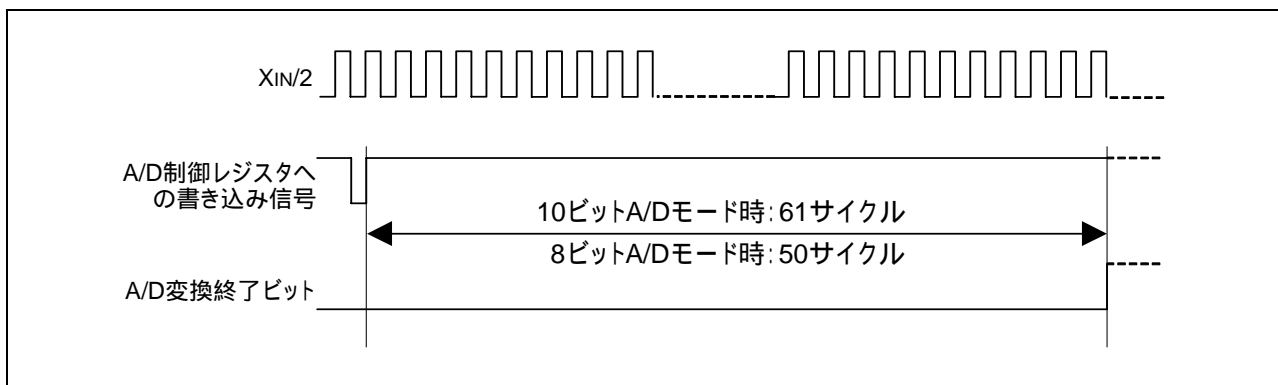 XIN/2
A/D制御レジスタへ
の書き込み信号
10ビットA/Dモード時:61サイクル
8ビットA/Dモード時:50サイクル
A/D変換終了ビット